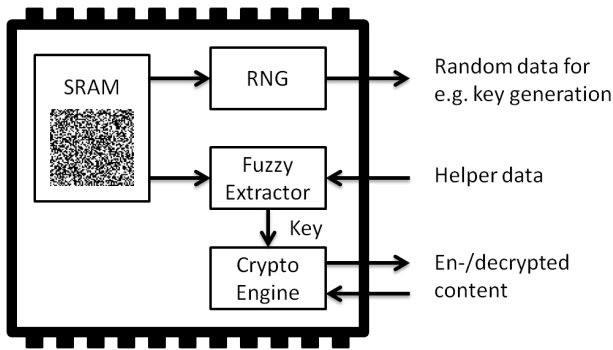 SRAM
RNG
Random data for
e.g. key generation
Fuzzy
Extractor
Helper data
Key
Crypto
Engine
En-/decrypted
content